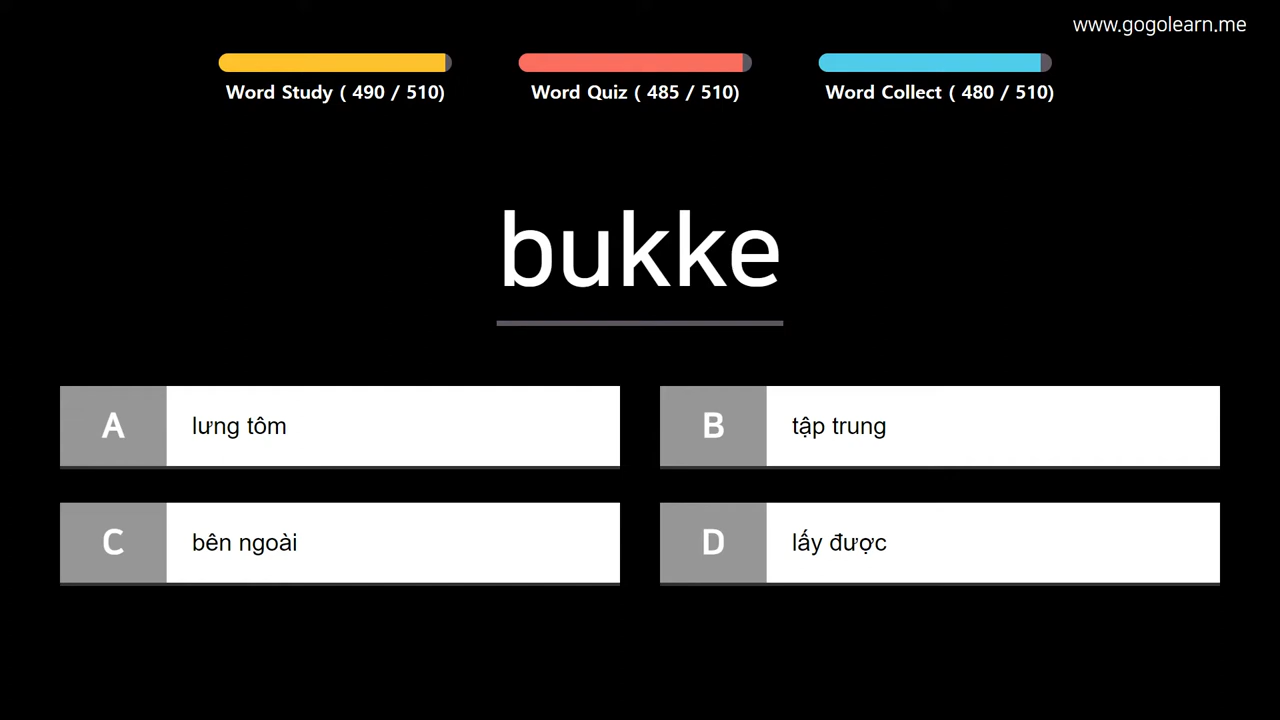 www.gogolearn.me
Word Study ( 490 / 510)
Word Quiz ( 485 / 510)
Word Collect ( 480 / 510)
bukke
A lưng tôm
B tập trung
C bên ngoài
D lấy được